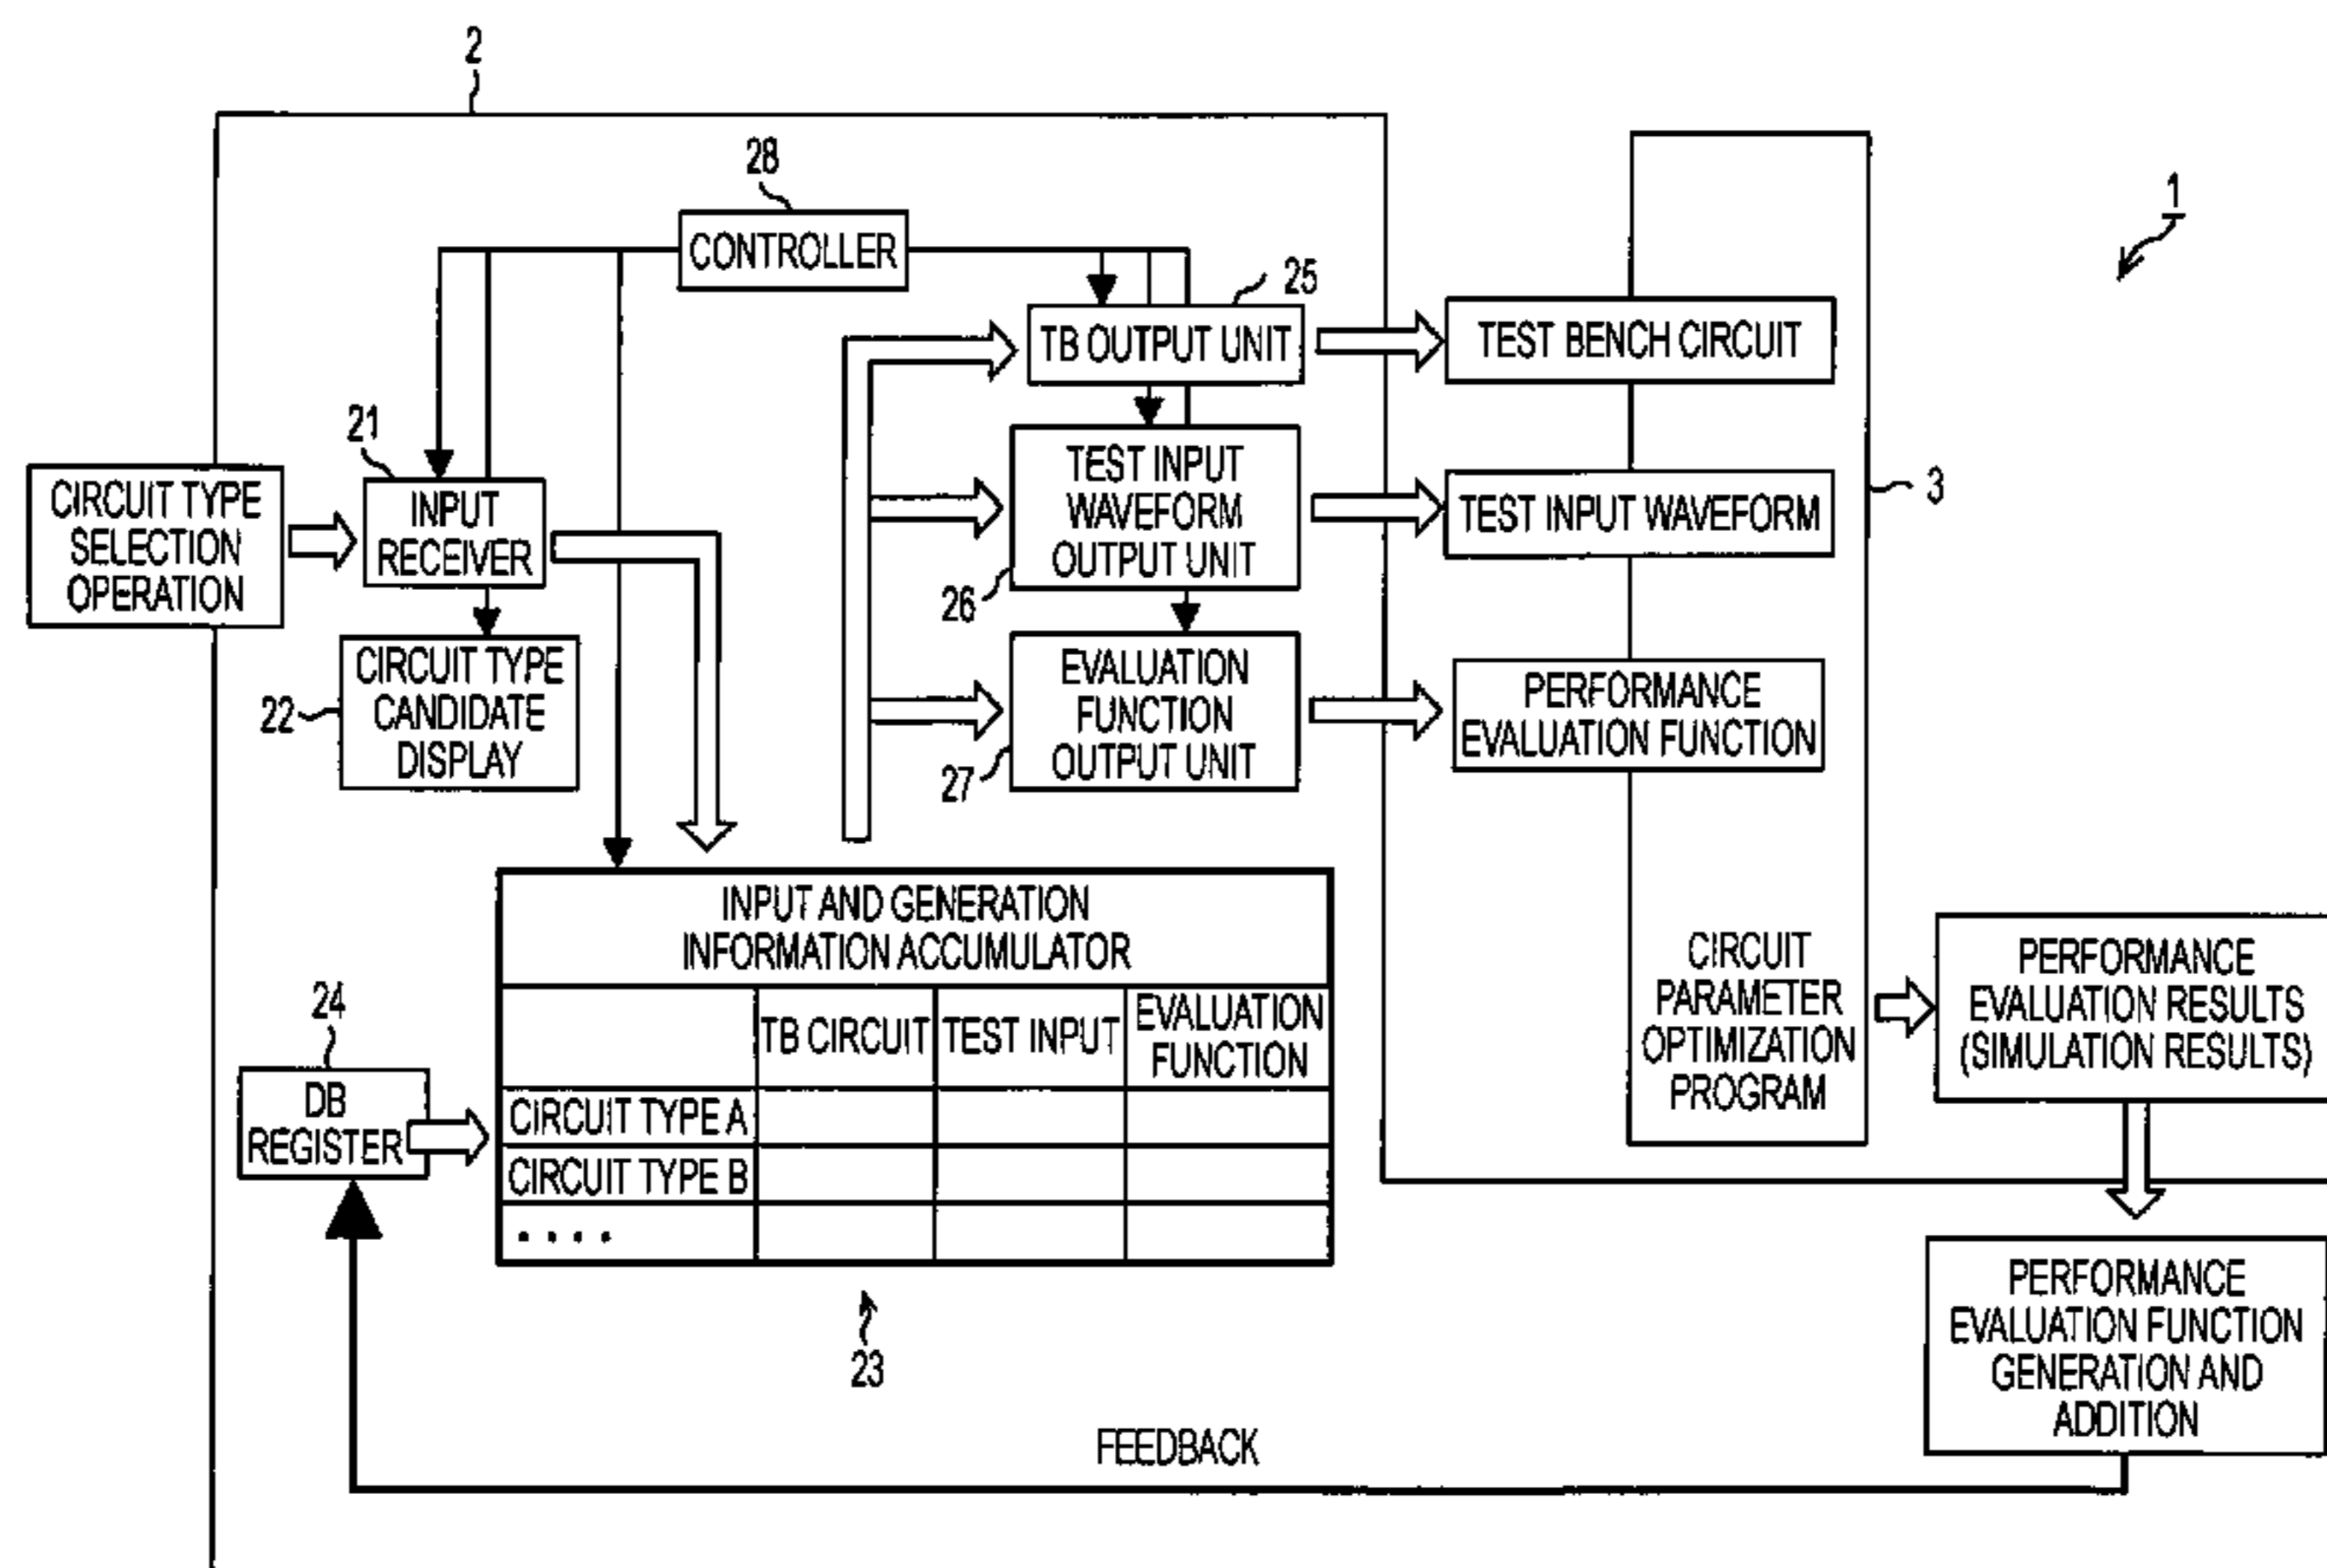 2
28
CONTROLLER
1
25
TB OUTPUT UNIT
TEST BENCH CIRCUIT
21
CIRCUIT TYPE
SELECTION
OPERATION
INPUT
RECEIVER
TEST INPUT
WAVEFORM
OUTPUT UNIT
26
TEST INPUT WAVEFORM
3
22
CIRCUIT TYPE
CANDIDATE
DISPLAY
EVALUATION
FUNCTION
OUTPUT UNIT
27
PERFORMANCE
EVALUATION FUNCTION
INPUT AND GENERATION
INFORMATION ACCUMULATOR
TB CIRCUIT
TEST INPUT
EVALUATION
FUNCTION
CIRCUIT TYPE A
CIRCUIT TYPE B
....
23
24
DB
REGISTER
CIRCUIT
PARAMETER
OPTIMIZATION
PROGRAM
PERFORMANCE
EVALUATION RESULTS
(SIMULATION RESULTS)
PERFORMANCE
EVALUATION FUNCTION
GENERATION AND
ADDITION
FEEDBACK